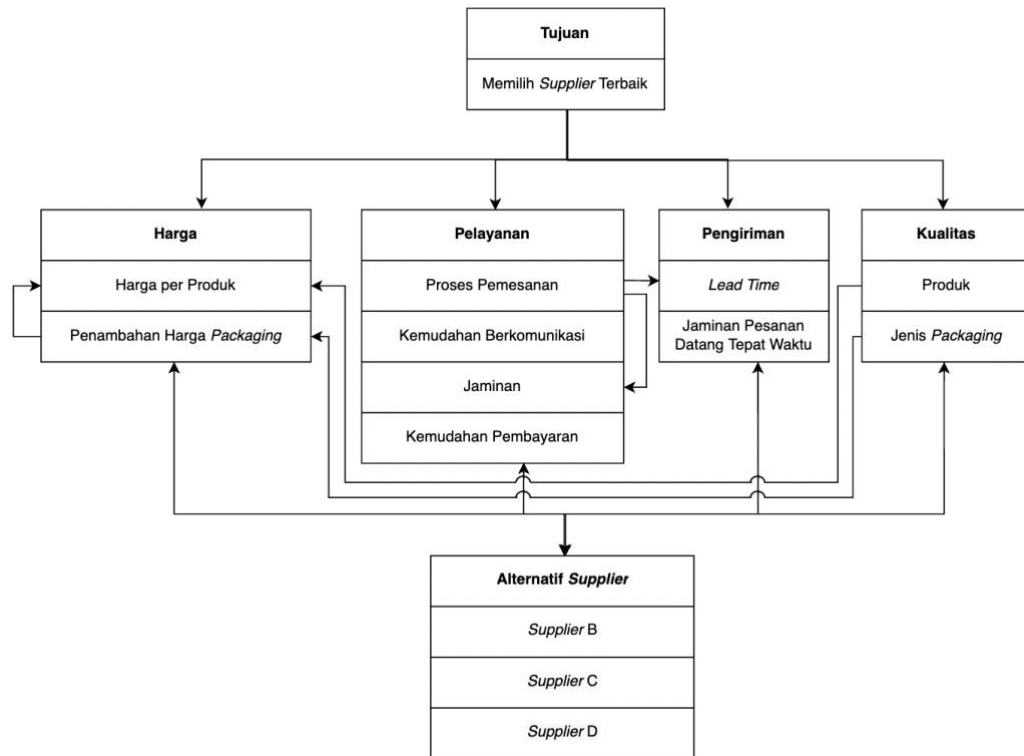 Tujuan
Memilih Supplier Terbaik
Harga
Harga per Produk
Penambahan Harga Packaging
Pelayanan
Proses Pemesanan
Kemudahan Berkomunikasi
Jaminan
Kemudahan Pembayaran
Pengiriman
Lead Time
Jaminan Pesanan
Datang Tepat Waktu
Kualitas
Produk
Jenis Packaging
Alternatif Supplier
Supplier B
Supplier C
Supplier D